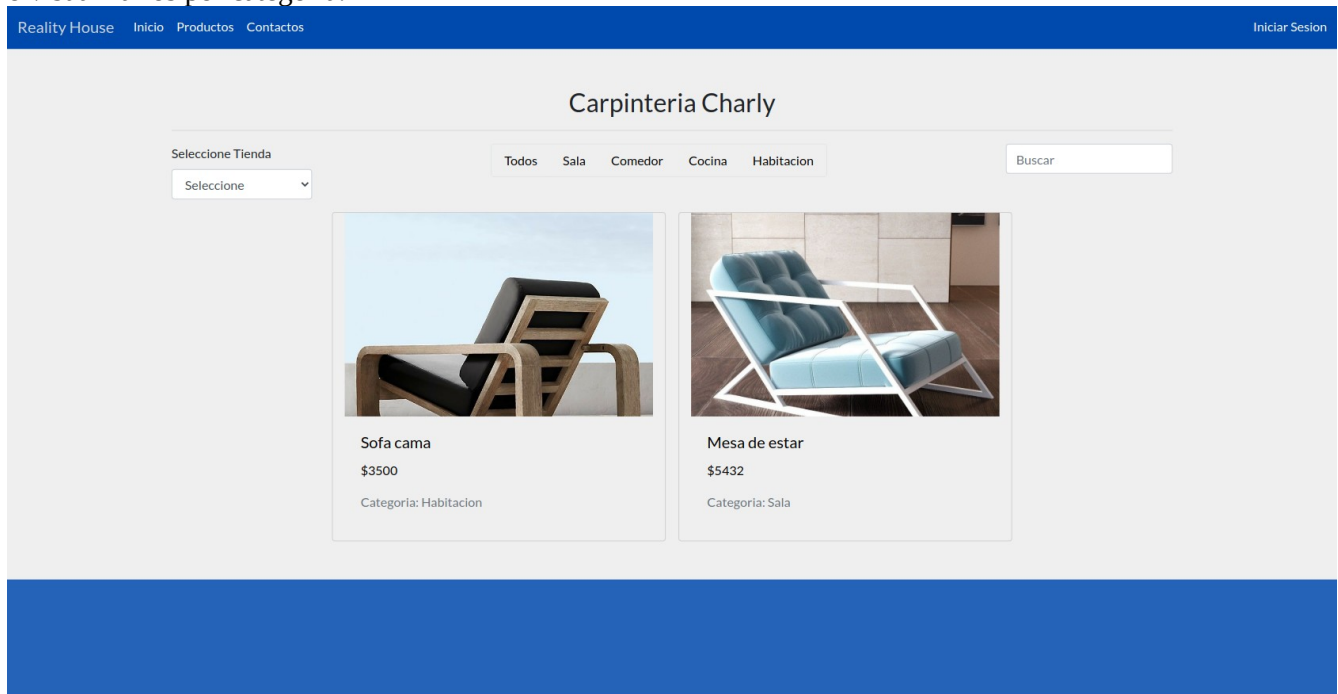 Reality House Inicio Productos Contactos Iniciar Sesion
Carpinteria Charly
Seleccione Tienda
Todos Sala Comedor Cocina Habitacion
Buscar
Seleccione
Sofa cama
$3500
Categoria: Habitacion
Mesa de estar
$5432
Categoria: Sala